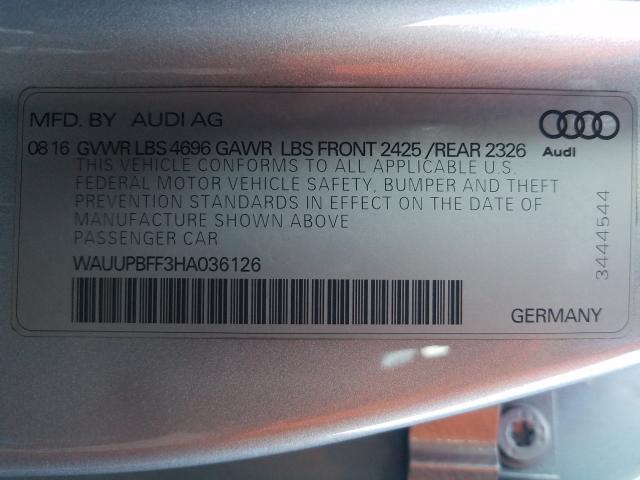 MFD. BY AUDI AG
08 16 GVWR LBS 4696 GAWR LBS FRONT 2425 /REAR 2326
Audi
THIS VEHICLE CONFORMS TO ALL APPLICABLE U.S.
FEDERAL MOTOR VEHICLE SAFETY, BUMPER AND THEFT
PREVENTION STANDARDS IN EFFECT ON THE DATE OF
MANUFACTURE SHOWN ABOVE
PASSENGER CAR
WAUUPBFF3HA036126
3444544
GERMANY